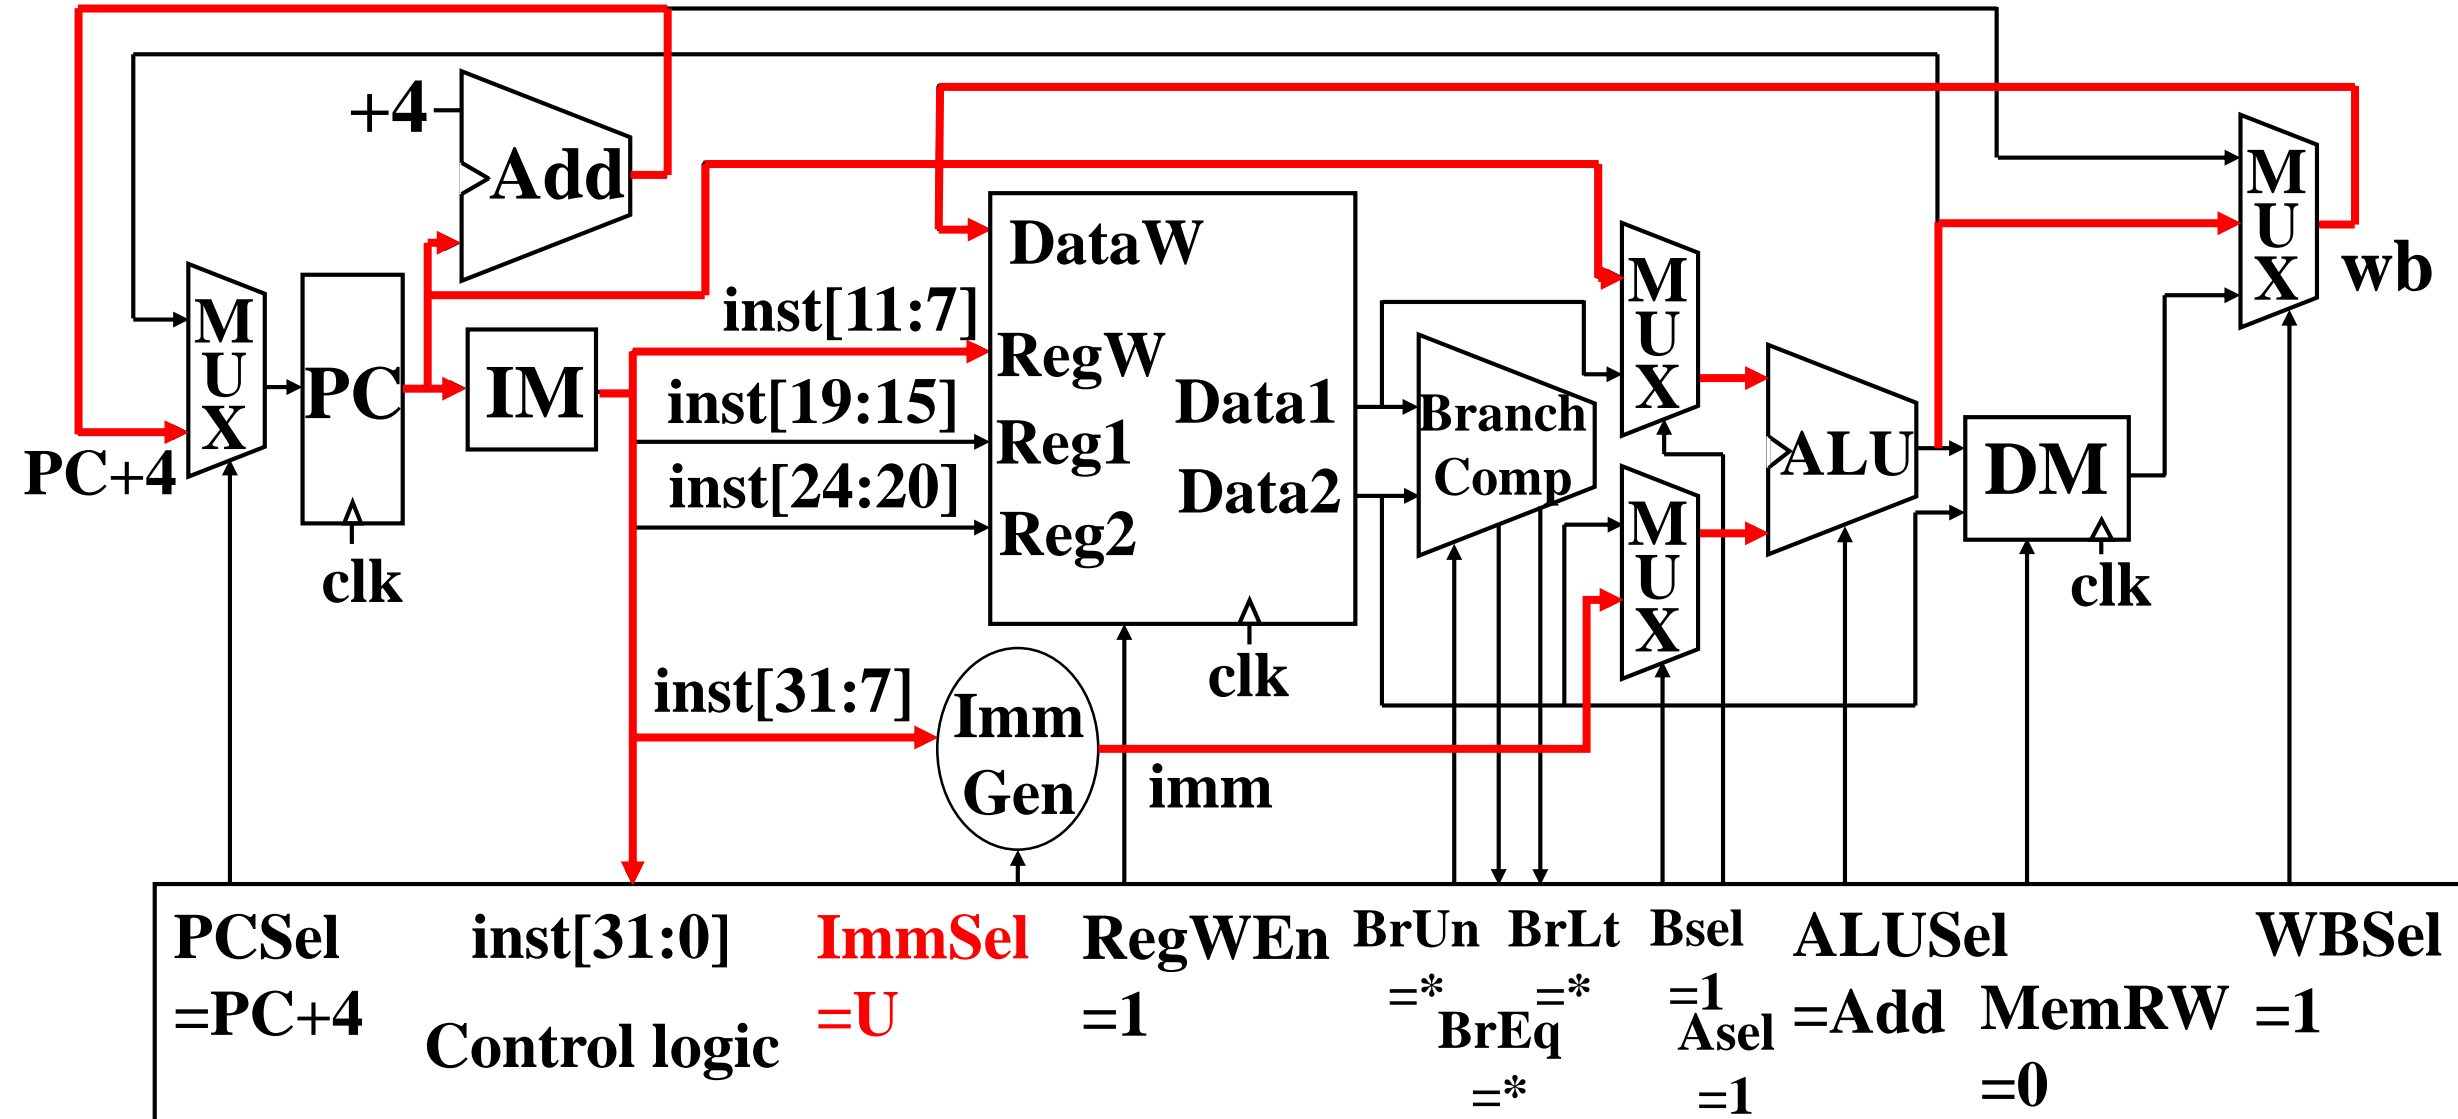 +4
Add
DataW
M
U
X
wb
inst[11:7]
M
U
X
M
U
X
PC
IM
RegW
inst[19:15]
Data1
Branch
Comp
PC+4
Reg1
ALU
DM
inst[24:20]
Data2
Reg2
M
U
X
clk
clk
clk
inst[31:7]
Imm
Gen
imm
PCSel
=PC+4
inst[31:0]
Control logic
ImmSel
=U
RegWEn
=1
BrUn
=*
BrLt
=*
BrEq
=*
Bsel
=1
Asel
=1
ALUSel
=Add
MemRW
=0
WBSel
=1